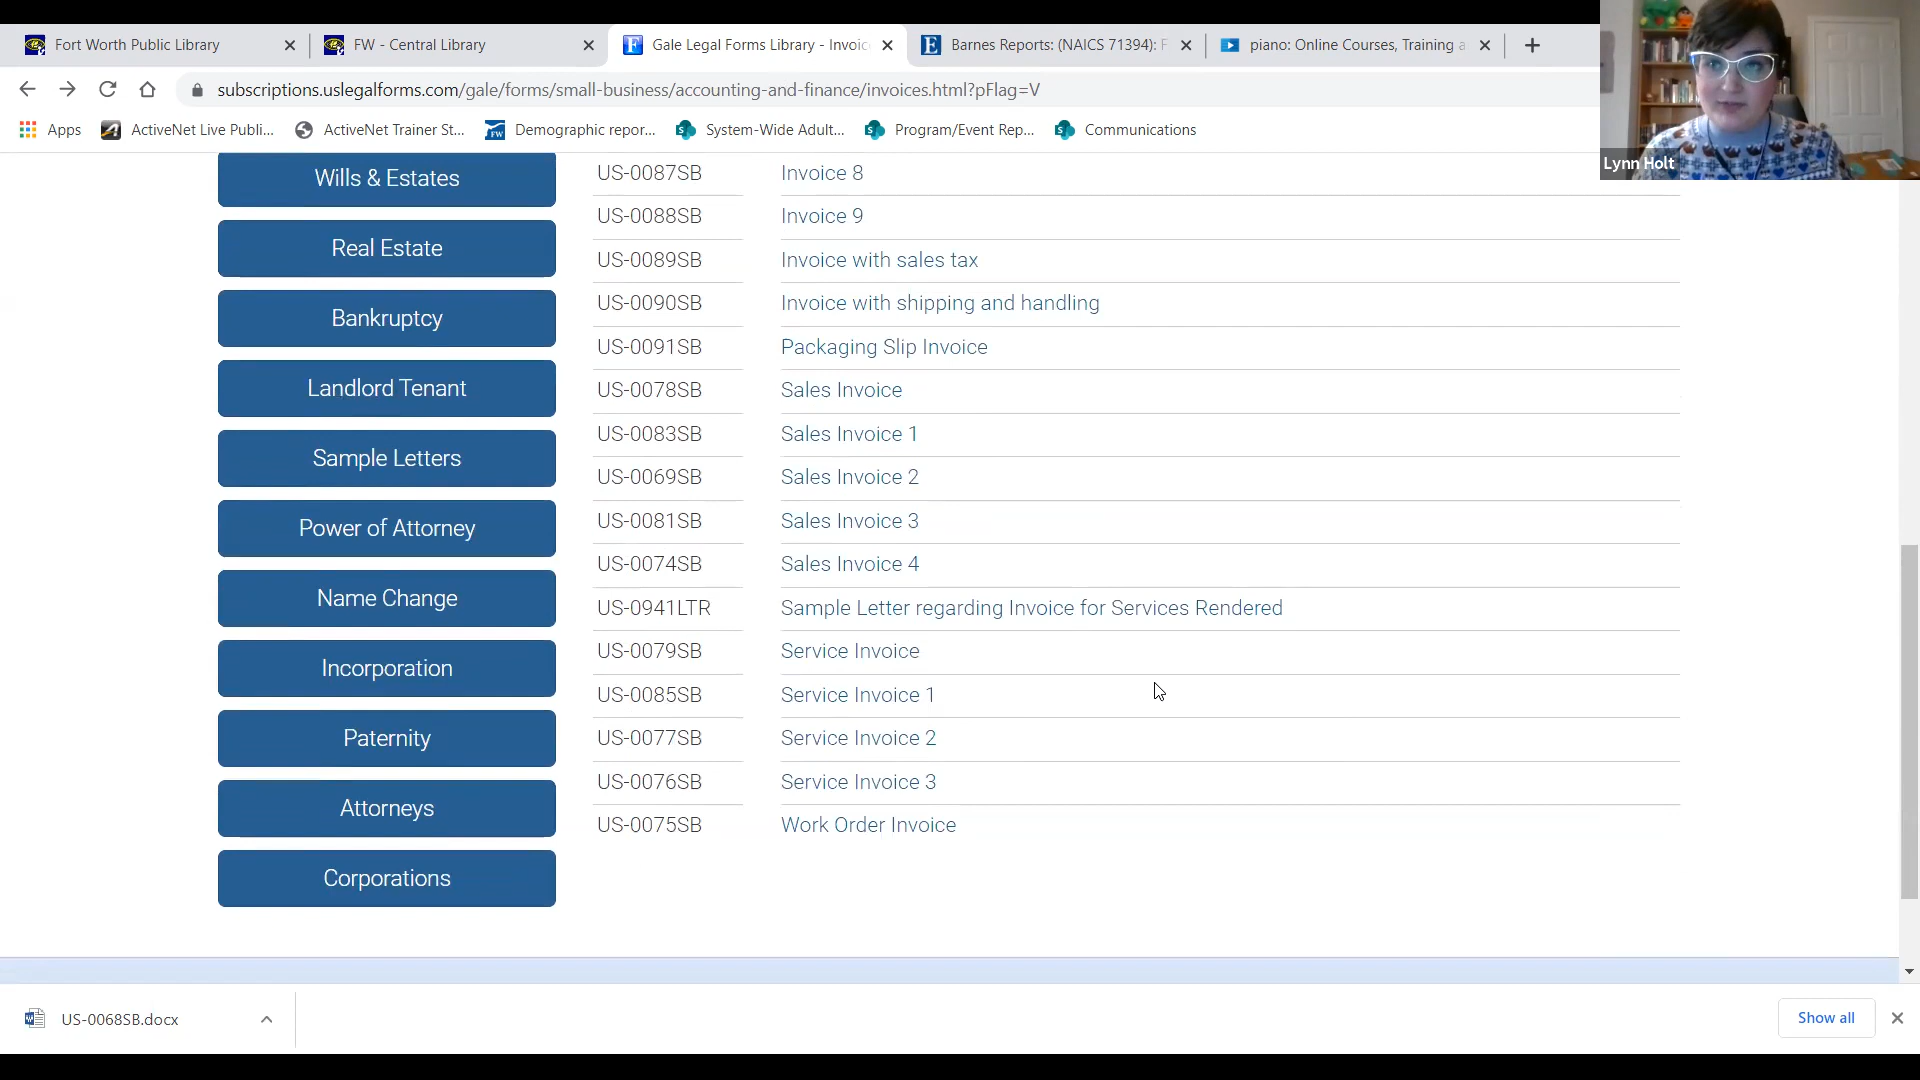 Fort Worth Public Library
FW - Central Library
Gale Legal Forms Library - Invoic
Barnes Reports: (NAICS 71394): F
piano: Online Courses, Training a
subscriptions.uslegalforms.com/gale/forms/small-business/accounting-and-finance/invoices.html?pFlag=V
Apps
ActiveNet Live Publi...
ActiveNet Trainer St...
Demographic repor...
System-Wide Adult...
Program/Event Rep...
Communications
Lynn Holt
Wills & Estates
Real Estate
Bankruptcy
Landlord Tenant
Sample Letters
Power of Attorney
Name Change
Incorporation
Paternity
Attorneys
Corporations
US-0087SB Invoice 8
US-0088SB Invoice 9
US-0089SB Invoice with sales tax
US-0090SB Invoice with shipping and handling
US-0091SB Packaging Slip Invoice
US-0078SB Sales Invoice
US-0083SB Sales Invoice 1
US-0069SB Sales Invoice 2
US-0081SB Sales Invoice 3
US-0074SB Sales Invoice 4
US-0941LTR Sample Letter regarding Invoice for Services Rendered
US-0079SB Service Invoice
US-0085SB Service Invoice 1
US-0077SB Service Invoice 2
US-0076SB Service Invoice 3
US-0075SB Work Order Invoice
US-0068SB.docx
Show all